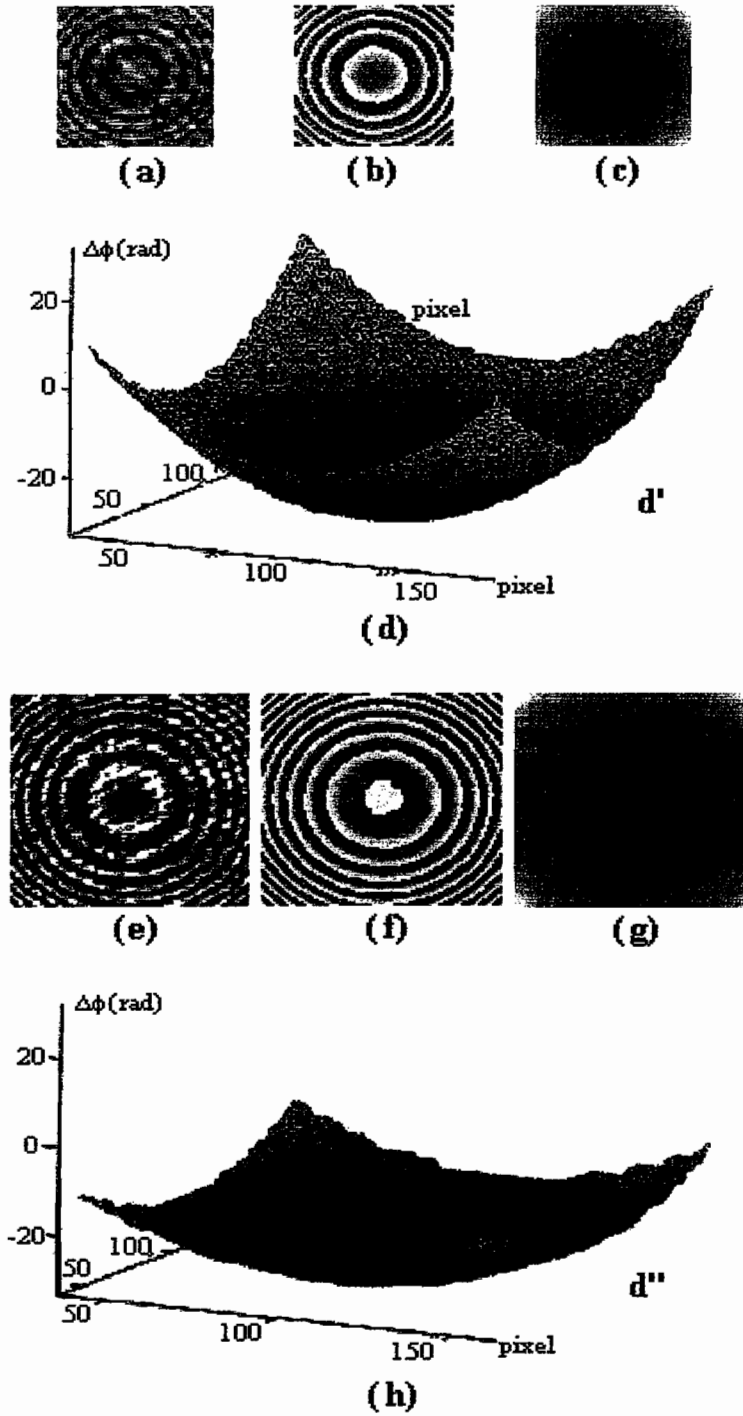 (a) (b) (c)
Δϕ(rad)
20
pixel
0
-20
100
50
d'
50
100
150
pixel
(d)
(e) (f) (g)
Δϕ(rad)
20
0
-20
100
50
d''
50
100
150
pixel
(h)